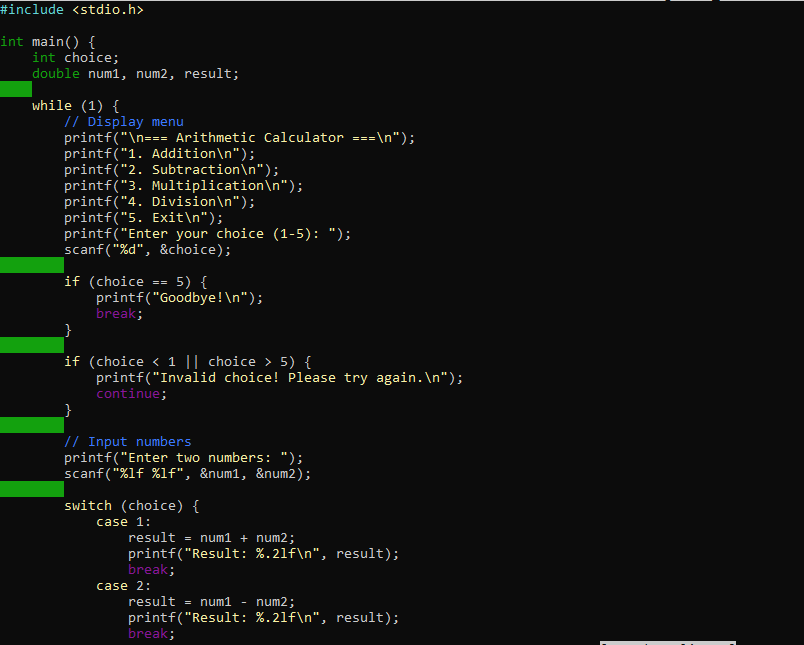 #include <stdio.h>

int main() {
    int choice;
    double num1, num2, result;

    while (1) {
        // Display menu
        printf("\n=== Arithmetic Calculator ===\n");
        printf("1. Addition\n");
        printf("2. Subtraction\n");
        printf("3. Multiplication\n");
        printf("4. Division\n");
        printf("5. Exit\n");
        printf("Enter your choice (1-5): ");
        scanf("%d", &choice);

        if (choice == 5) {
            printf("Goodbye!\n");
            break;
        }

        if (choice < 1 || choice > 5) {
            printf("Invalid choice! Please try again.\n");
            continue;
        }

        // Input numbers
        printf("Enter two numbers: ");
        scanf("%lf %lf", &num1, &num2);

        switch (choice) {
            case 1:
                result = num1 + num2;
                printf("Result: %.2lf\n", result);
                break;
            case 2:
                result = num1 - num2;
                printf("Result: %.2lf\n", result);
                break;